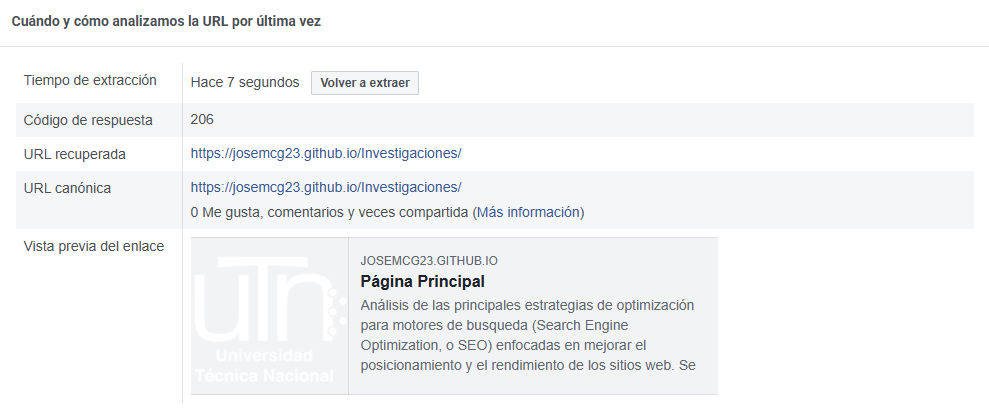 Cuándo y cómo analizamos la URL por última vez
Tiempo de extracción
Hace 7 segundos
Volver a extraer
Código de respuesta
206
URL recuperada
https://josemcg23.github.io/Investigaciones/
URL canónica
https://josemcg23.github.io/Investigaciones/
0 Me gusta, comentarios y veces compartida (Más información)
Vista previa del enlace
UTN
Universidad
Técnica Nacional
JOSEMCG23.GITHUB.IO
Página Principal
Análisis de las principales estrategias de optimización
para motores de busqueda (Search Engine
Optimization, o SEO) enfocadas en mejorar el
posicionamiento y el rendimiento de los sitios web. Se